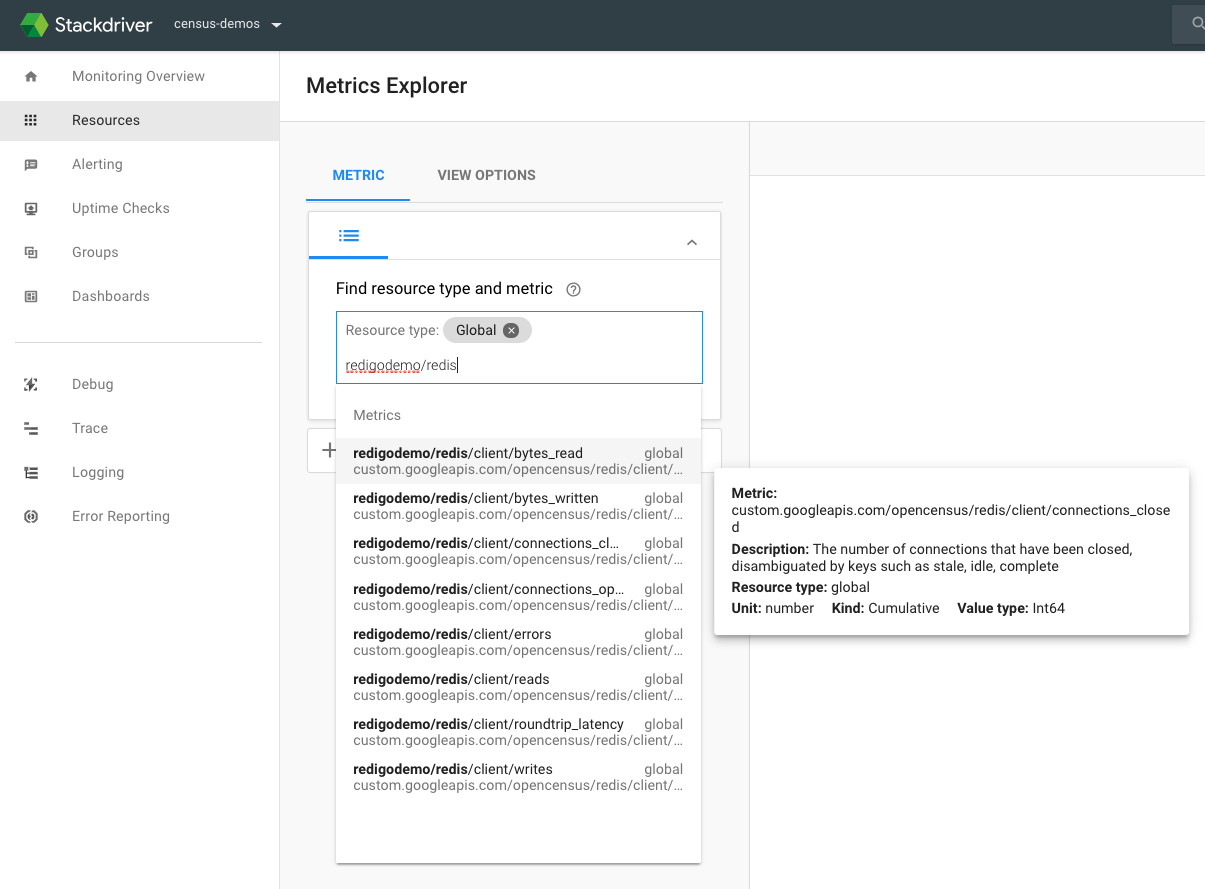 Stackdriver census-demos
Monitoring Overview
Resources
Alerting
Uptime Checks
Groups
Dashboards
Debug
Trace
Logging
Error Reporting
Metrics Explorer
METRIC VIEW OPTIONS
Find resource type and metric ?
Resource type: Global
redigodemo/redis
Metrics
redigodemo/redis/client/bytes_read global
custom.googleapis.com/opencensus/redis/client/...
redigodemo/redis/client/bytes_written global
custom.googleapis.com/opencensus/redis/client/...
redigodemo/redis/client/connections_cl... global
custom.googleapis.com/opencensus/redis/client/...
redigodemo/redis/client/connections_op... global
custom.googleapis.com/opencensus/redis/client/...
redigodemo/redis/client/errors global
custom.googleapis.com/opencensus/redis/client/...
redigodemo/redis/client/reads global
custom.googleapis.com/opencensus/redis/client/...
redigodemo/redis/client/roundtrip_latency global
custom.googleapis.com/opencensus/redis/client/...
redigodemo/redis/client/writes global
custom.googleapis.com/opencensus/redis/client/...
Metric:
custom.googleapis.com/opencensus/redis/client/connections_close
d
Description: The number of connections that have been closed,
disambiguated by keys such as stale, idle, complete
Resource type: global
Unit: number Kind: Cumulative Value type: Int64